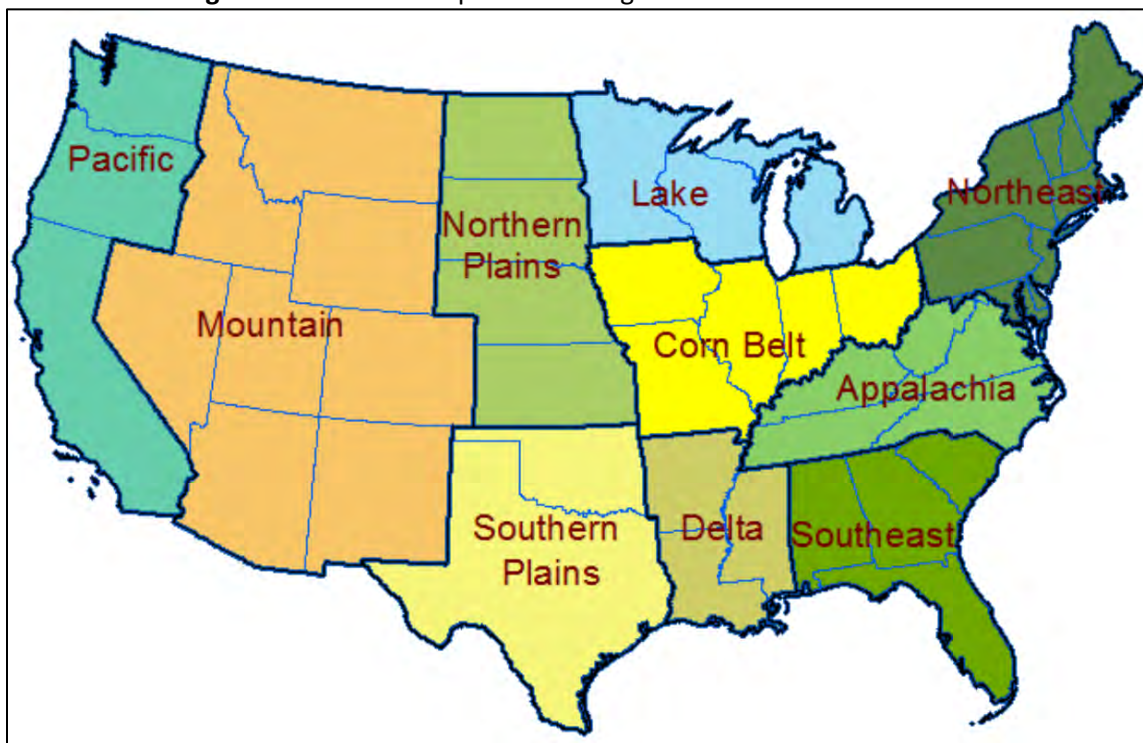 Pacific
Lake
Northeast
Northern
Plains
Mountain
Corn Belt
Appalachia
Southern
Plains
Delta
Southeast